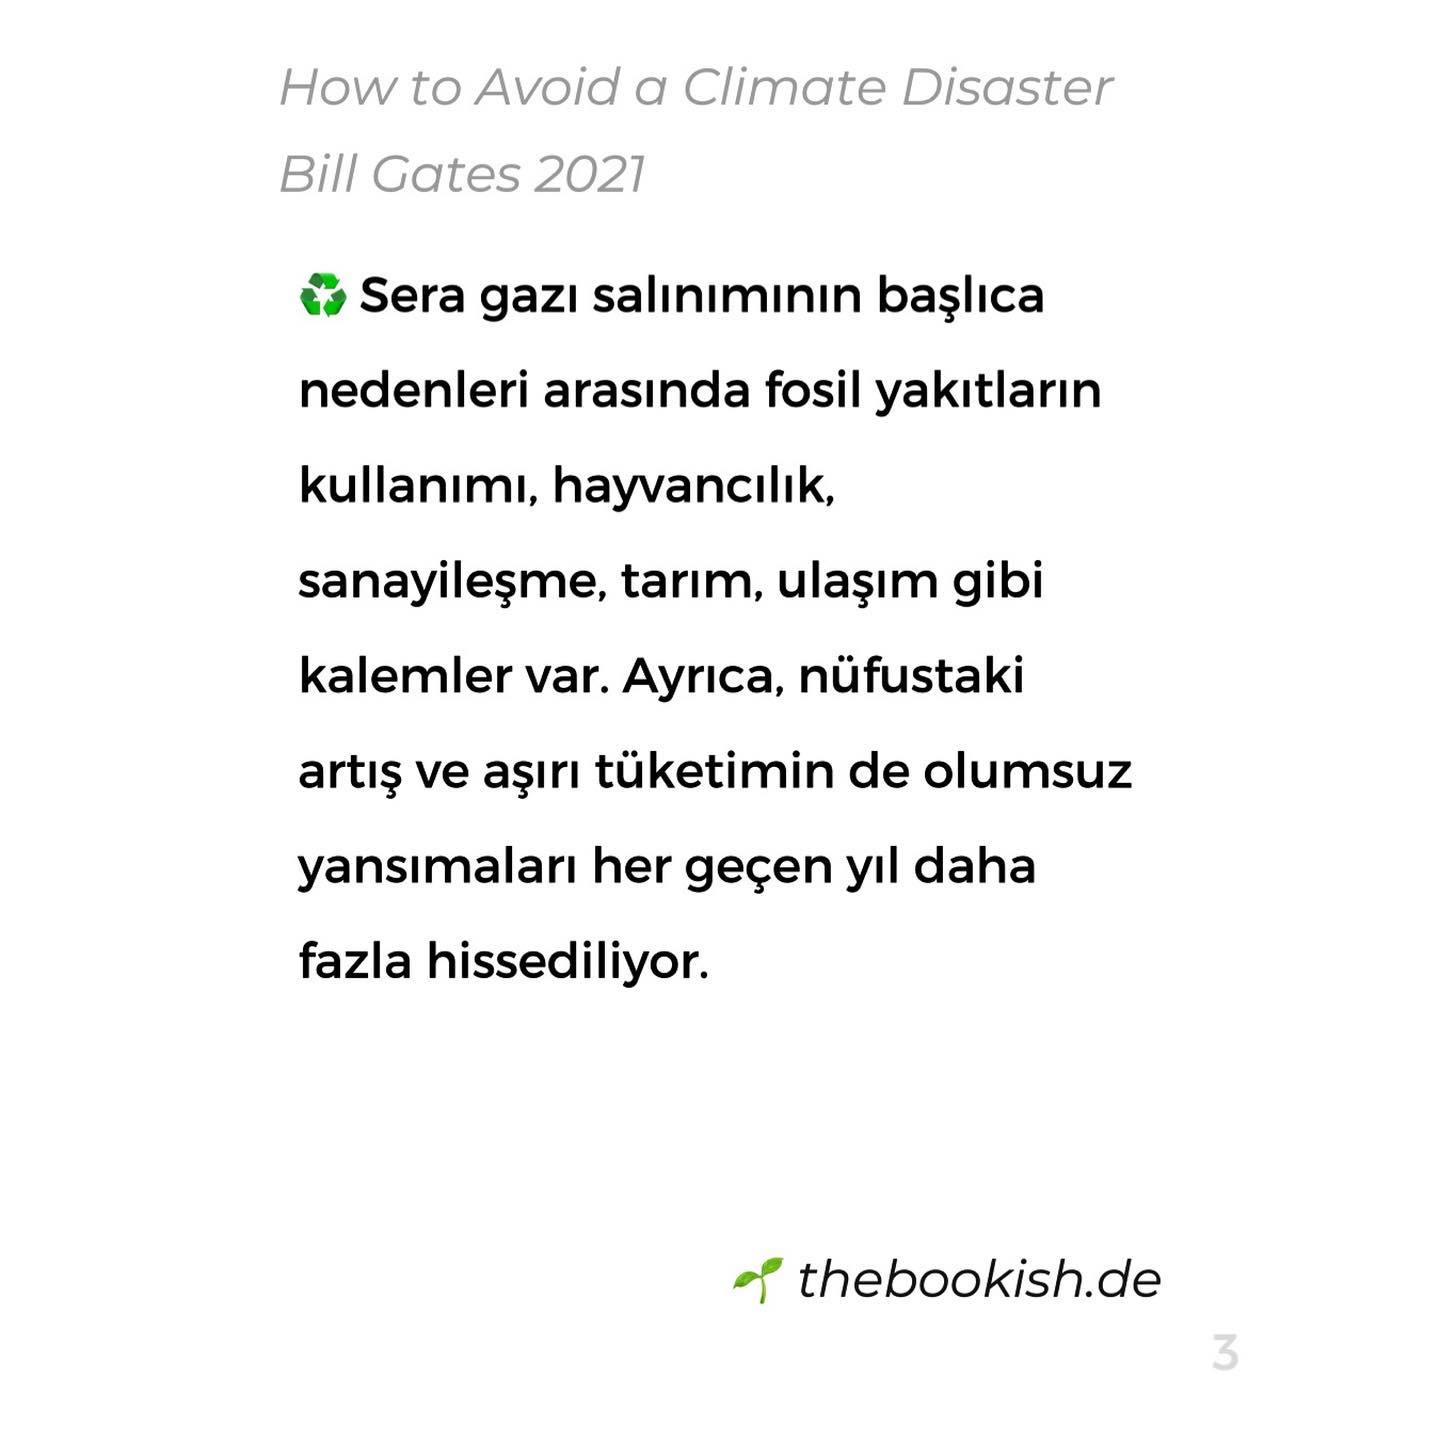 How to Avoid a Climate Disaster
Bill Gates 2021
♻️ Sera gazı salınımının başlıca
nedenleri arasında fosil yakıtların
kullanımı, hayvancılık,
sanayileşme, tarım, ulaşım gibi
kalemler var. Ayrıca, nüfustaki
artış ve aşırı tüketimin de olumsuz
yansımaları her geçen yıl daha
fazla hissediliyor.
🌱 thebookish.de
3